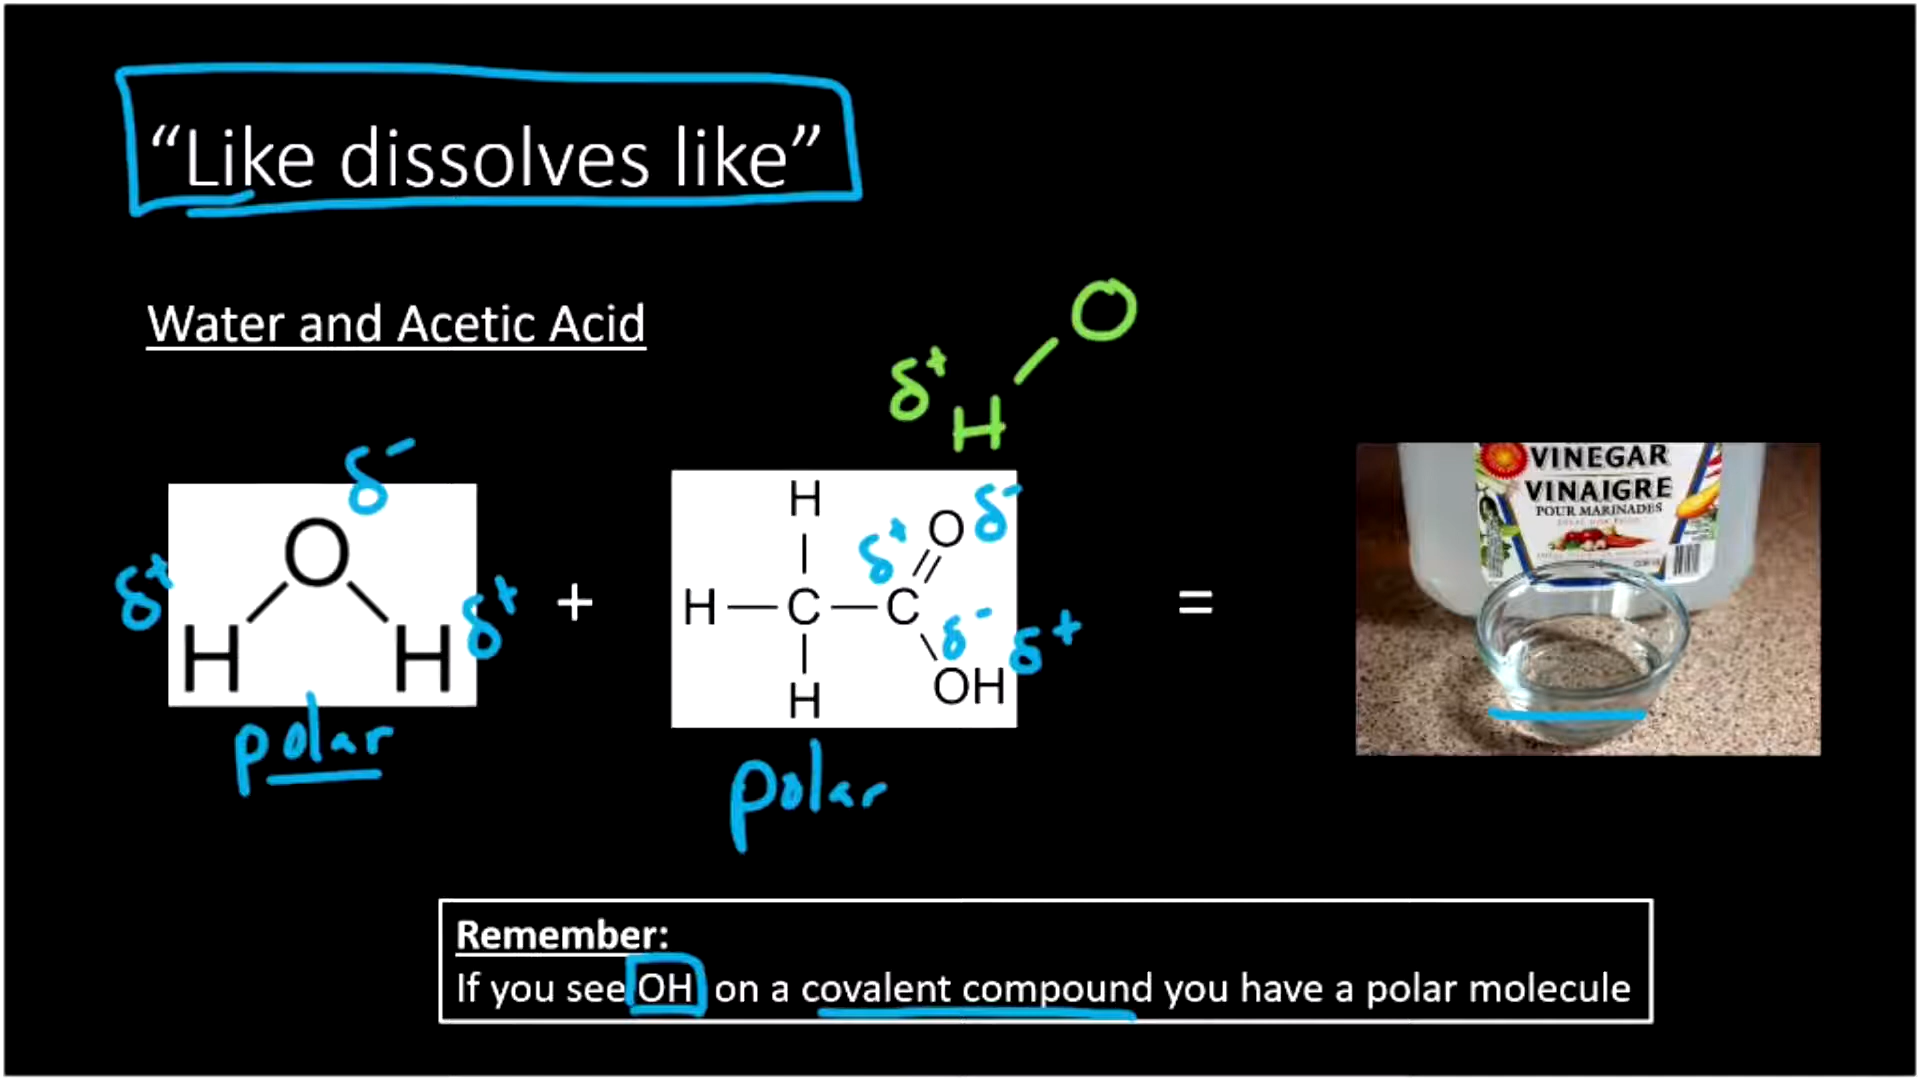 “Like dissolves like”
Water and Acetic Acid
O
δ+
H
δ-
O
δ+
H
H
δ+
polar
+
H
δ+
O
δ-
H
C
C
δ-
δ+
H
OH
polar
=
VINEGAR
VINAIGRE
POUR MARINADES
Remember:
If you see OH on a covalent compound you have a polar molecule